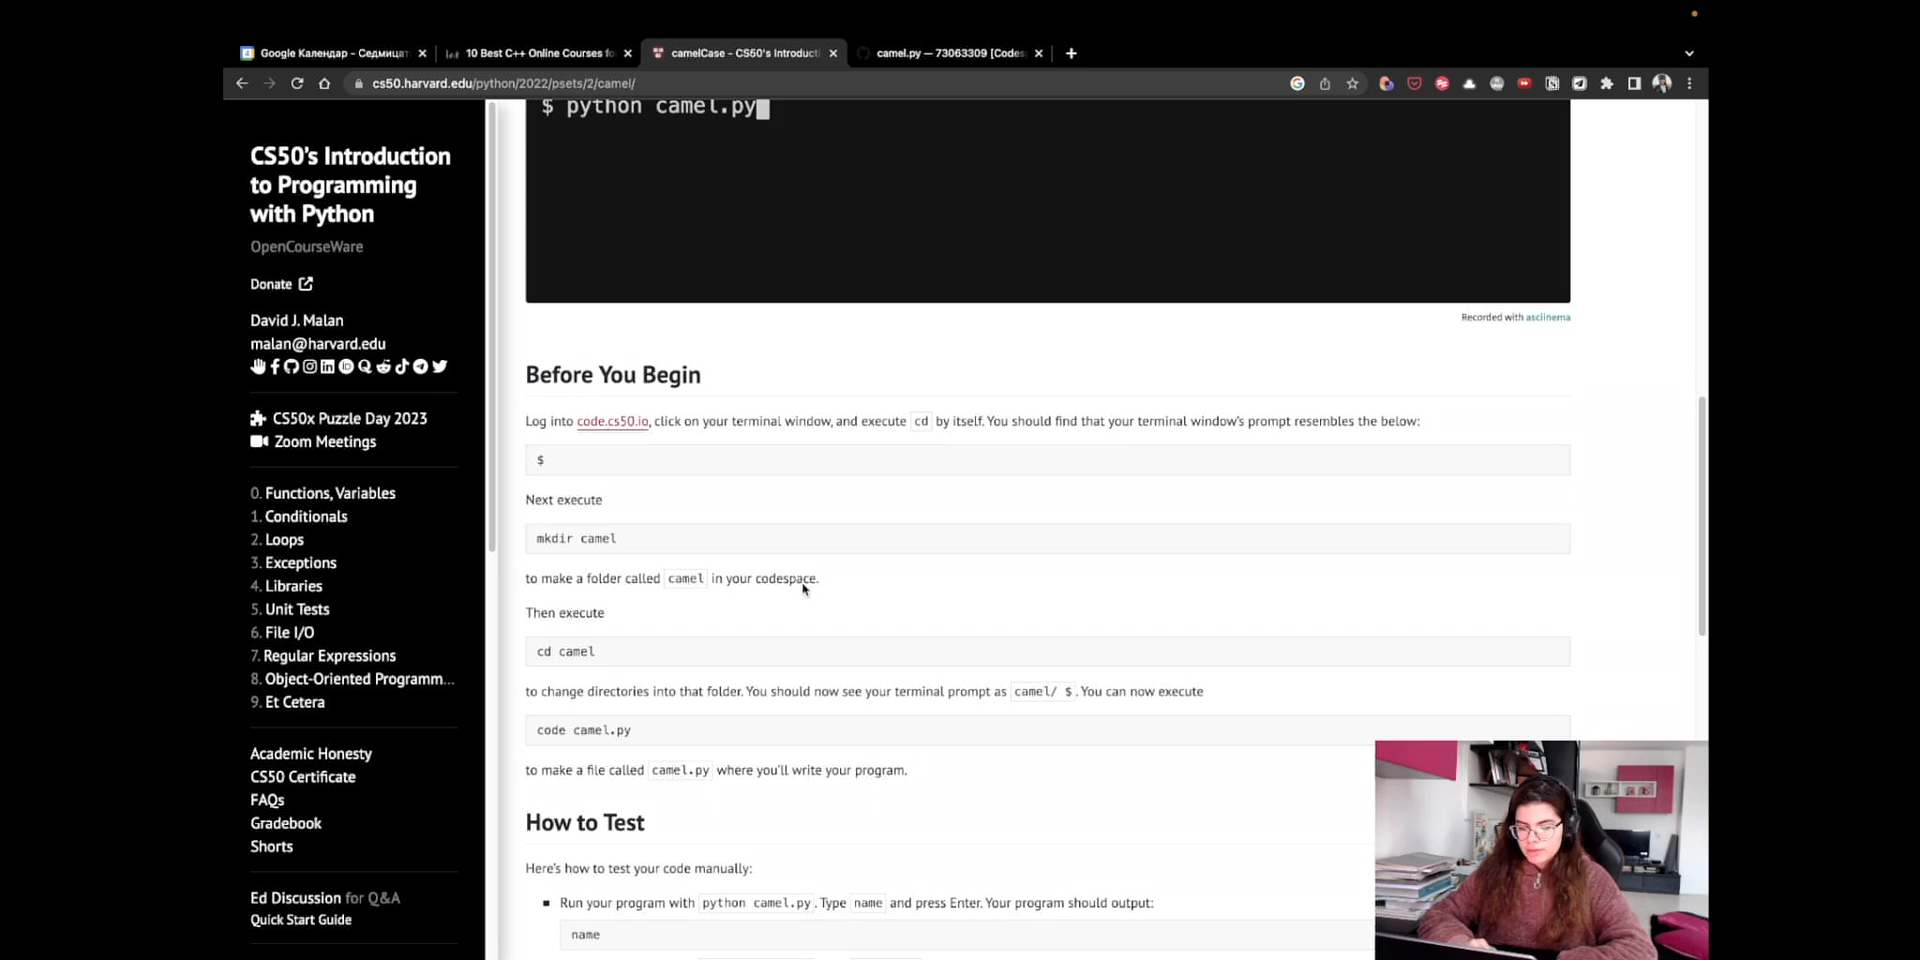 Google Календар - Седмица
10 Best C++ Online Courses fo
camelCase - CS50's Introducti
camel.py — 73063309 [Codes
cs50.harvard.edu/python/2022/psets/2/camel/
$ python camel.py
CS50's Introduction
to Programming
with Python
OpenCourseWare
Donate
David J. Malan
malan@harvard.edu
CS50x Puzzle Day 2023
Zoom Meetings
0. Functions, Variables
1. Conditionals
2. Loops
3. Exceptions
4. Libraries
5. Unit Tests
6. File I/O
7. Regular Expressions
8. Object-Oriented Programm...
9. Et Cetera
Academic Honesty
CS50 Certificate
FAQs
Gradebook
Shorts
Ed Discussion for Q&A
Quick Start Guide
Recorded with asciinema
Before You Begin
Log into code.cs50.io, click on your terminal window, and execute cd by itself. You should find that your terminal window's prompt resembles the below:
$
Next execute
mkdir camel
to make a folder called camel in your codespace.
Then execute
cd camel
to change directories into that folder. You should now see your terminal prompt as camel/ $. You can now execute
code camel.py
to make a file called camel.py where you'll write your program.
How to Test
Here's how to test your code manually:
Run your program with python camel.py. Type name and press Enter. Your program should output:
name